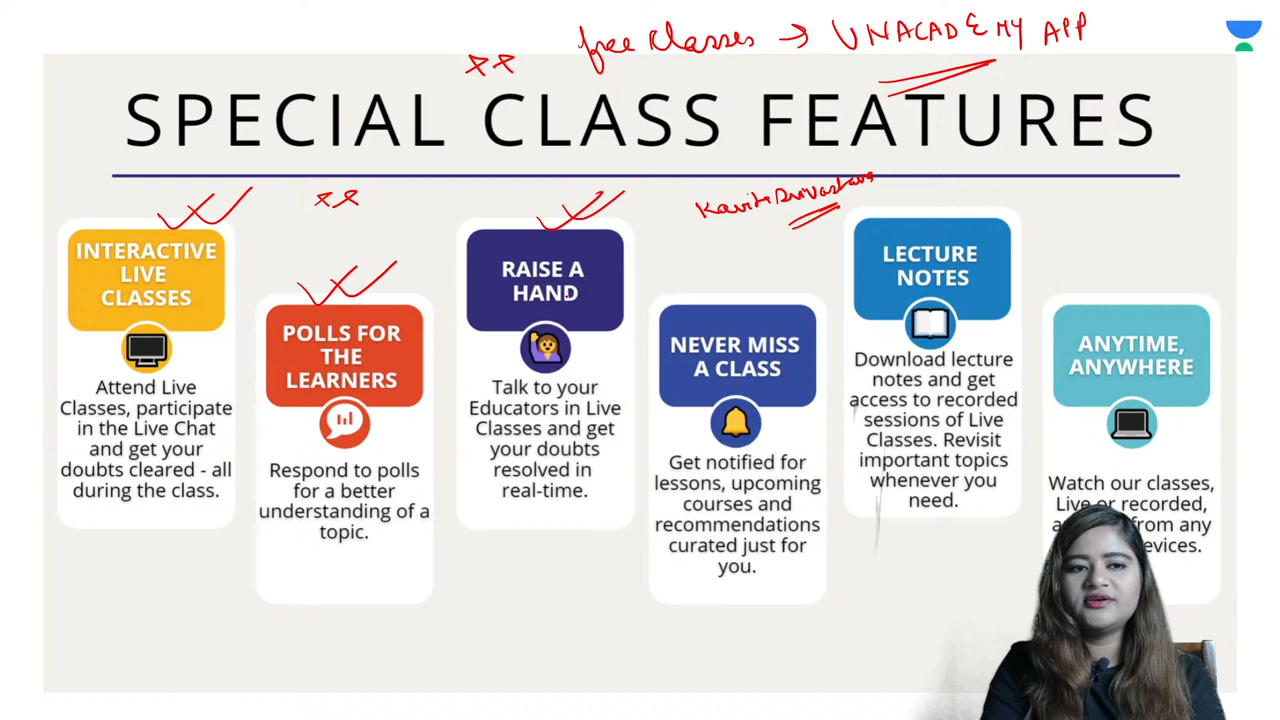 free classes → UNACADEMY APP
SPECIAL CLASS FEATURES
Kavita Srivastava
INTERACTIVE
LIVE
CLASSES
Attend Live
Classes, participate
in the Live Chat
and get your
doubts cleared - all
during the class.
POLLS FOR
THE
LEARNERS
Respond to polls
for a better
understanding of a
topic.
RAISE A
HAND
Talk to your
Educators in Live
Classes and get
your doubts
resolved in
real-time.
NEVER MISS
A CLASS
Get notified for
lessons, upcoming
courses and
recommendations
curated just for
you.
LECTURE
NOTES
Download lecture
notes and get
access to recorded
sessions of Live
Classes. Revisit
important topics
whenever you
need.
ANYTIME,
ANYWHERE
Watch our classes,
Live or recorded,
from any